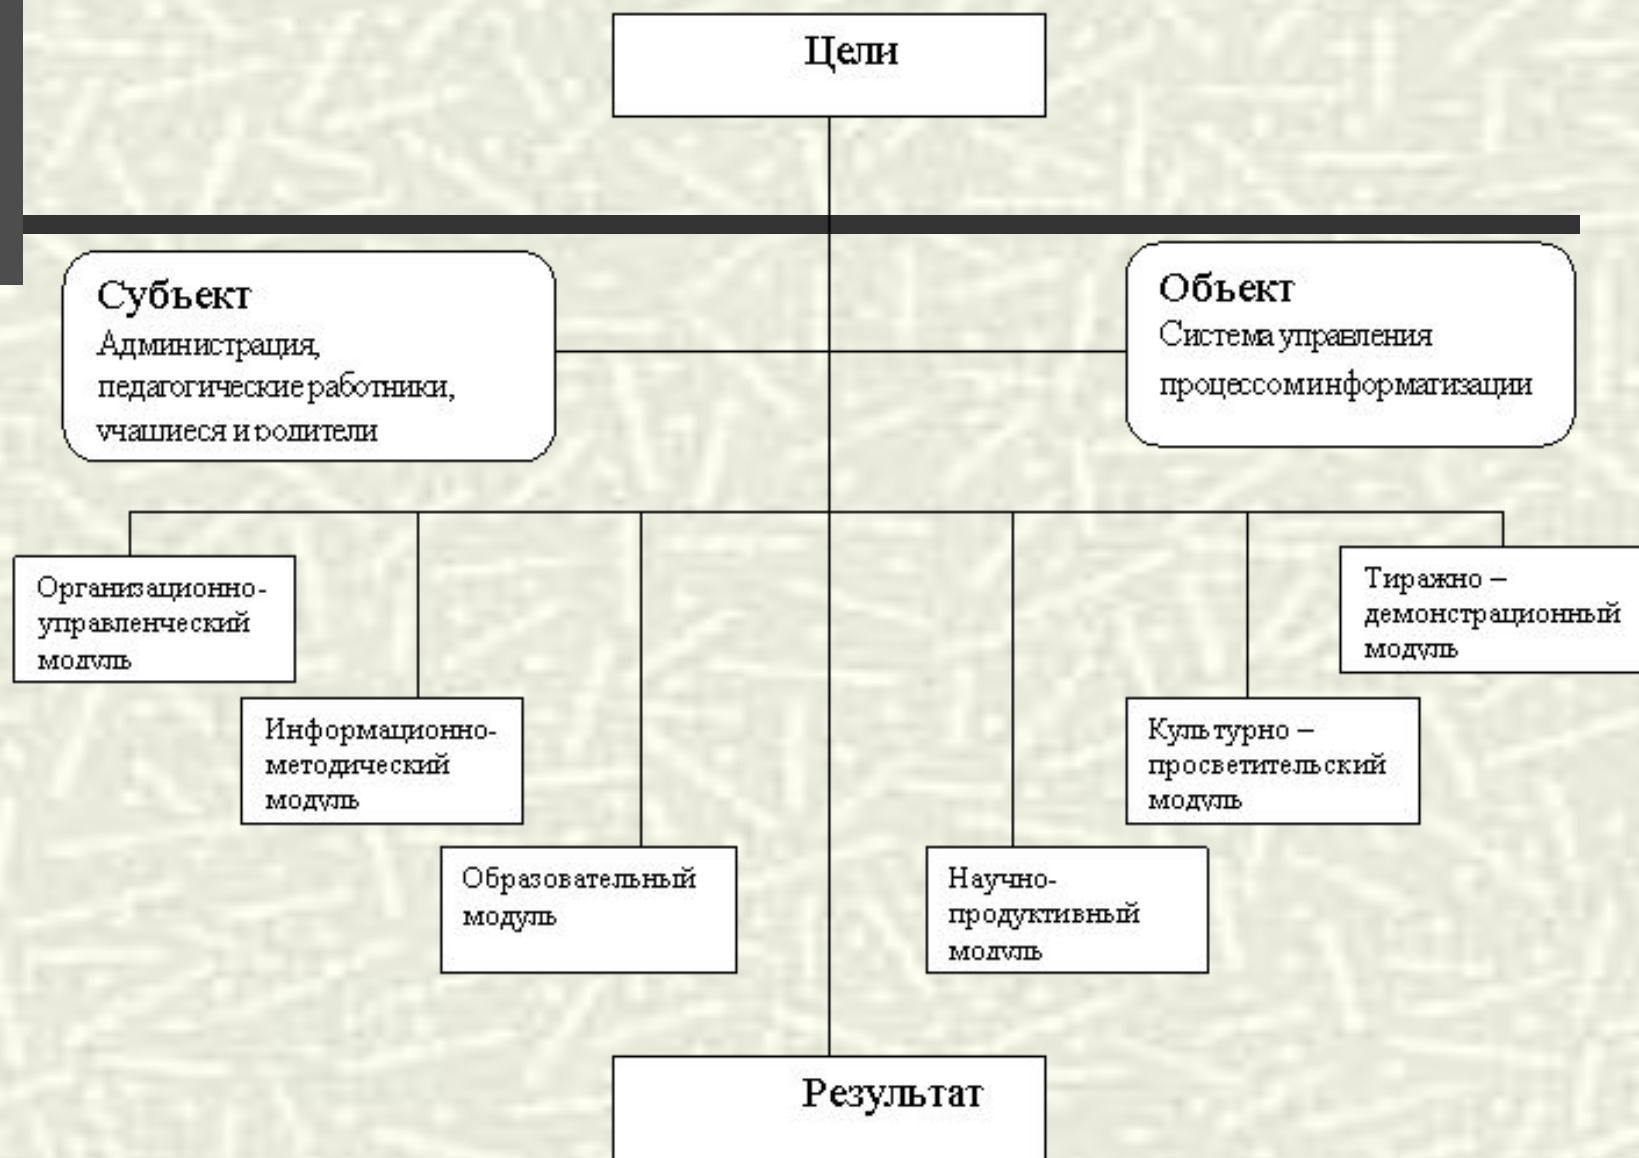 Цели
Субъект
Администрация,
педагогические работники,
учащиеся и родители
Объект
Система управления
процессоминформатизации
Организационно-
управленческий
модуль
Информационно-
методический
модуль
Образовательный
модуль
Научно-
продуктивный
модуль
Культурно –
просветительский
модуль
Тиражно –
демонстрационный
модуль
Результат